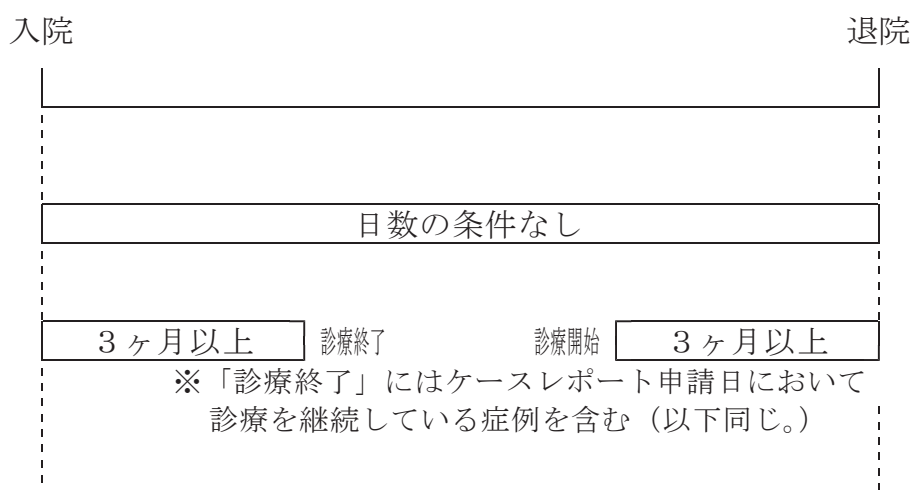 入院 退院
日数の条件なし
3ヶ月以上 診療終了 診療開始 3ヶ月以上
※「診療終了」にはケースレポート申請日において
診療を継続している症例を含む（以下同じ。）